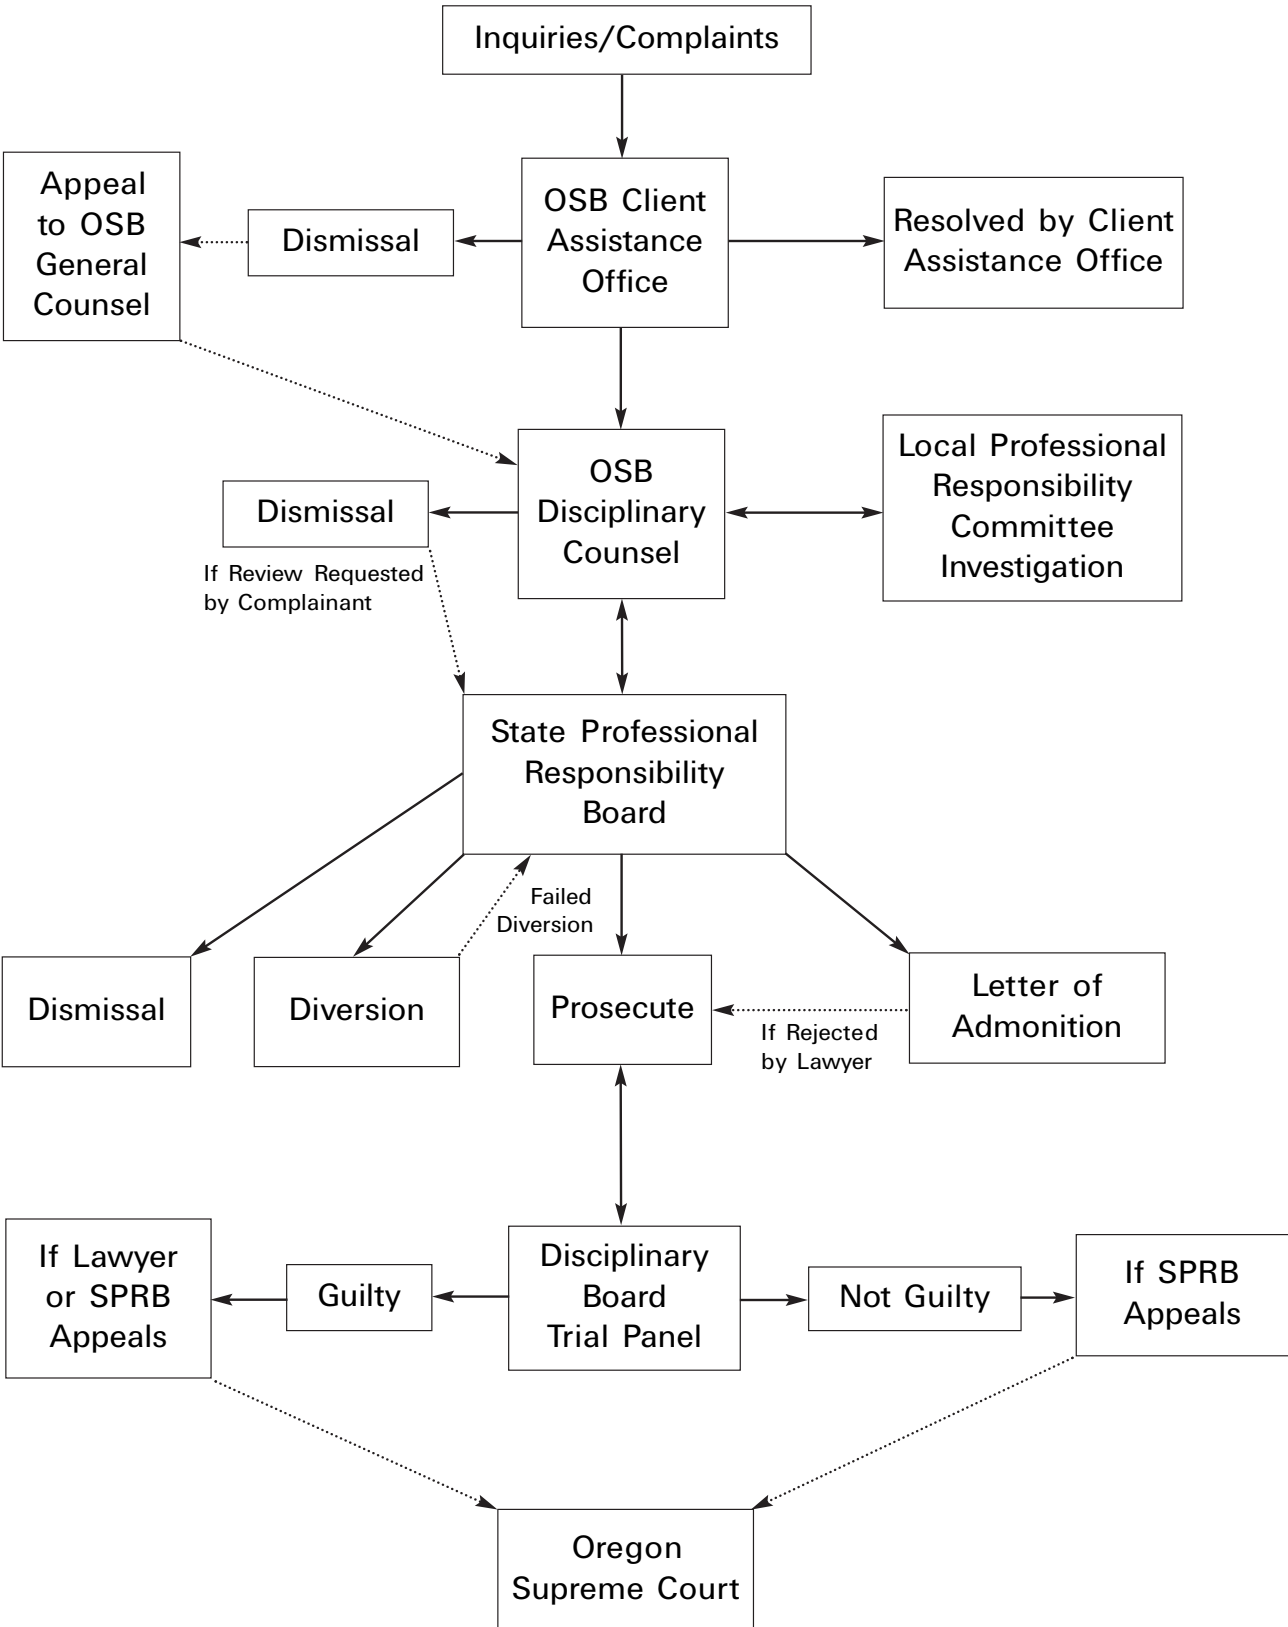 Inquiries/Complaints
Appeal
to OSB
General
Counsel
Dismissal
OSB Client
Assistance
Office
Resolved by Client
Assistance Office
Dismissal
If Review Requested
by Complainant
OSB
Disciplinary
Counsel
Local Professional
Responsibility
Committee
Investigation
State Professional
Responsibility
Board
Failed
Diversion
Dismissal
Diversion
Prosecute
If Rejected
by Lawyer
Letter of
Admonition
If Lawyer
or SPRB
Appeals
Guilty
Disciplinary
Board
Trial Panel
Not Guilty
If SPRB
Appeals
Oregon
Supreme Court